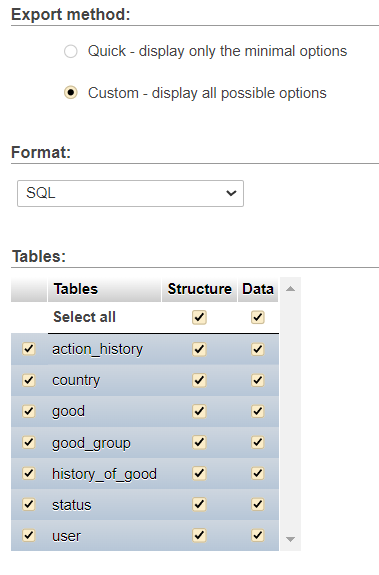 Export method:
Quick - display only the minimal options
Custom - display all possible options
Format:
SQL
Tables:
Tables Structure Data
Select all
action_history
country
good
good_group
history_of_good
status
user